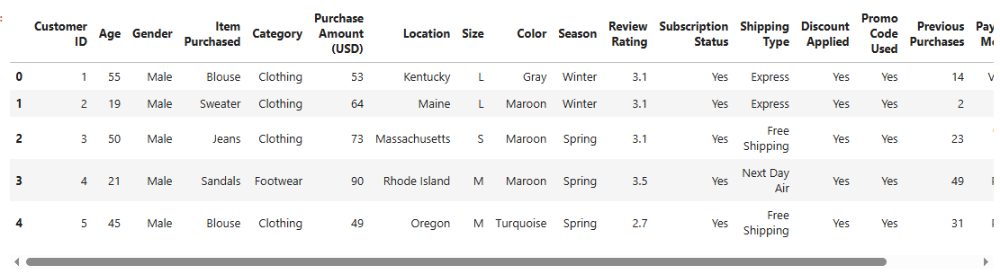 :
Customer ID Age Gender Item Purchased Category Purchase Amount (USD) Location Size Color Season Review Rating Subscription Status Shipping Type Discount Applied Promo Code Used Previous Purchases
0 1 55 Male Blouse Clothing 53 Kentucky L Gray Winter 3.1 Yes Express Yes Yes 14
1 2 19 Male Sweater Clothing 64 Maine L Maroon Winter 3.1 Yes Express Yes Yes 2
2 3 50 Male Jeans Clothing 73 Massachusetts S Maroon Spring 3.1 Yes Free Shipping Yes Yes 23
3 4 21 Male Sandals Footwear 90 Rhode Island M Maroon Spring 3.5 Yes Next Day Air Yes Yes 49
4 5 45 Male Blouse Clothing 49 Oregon M Turquoise Spring 2.7 Yes Free Shipping Yes Yes 31